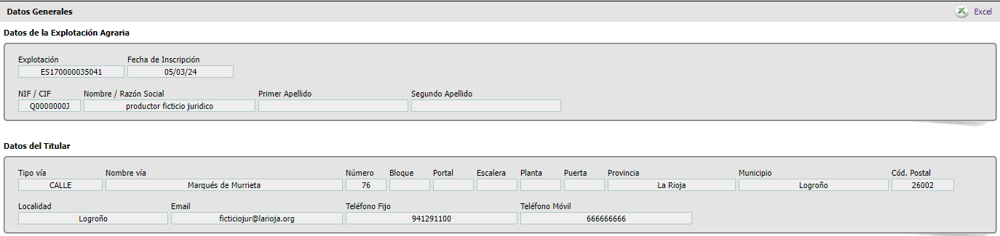 Datos Generales Excel
Datos de la Explotación Agraria
Explotación Fecha de Inscripción
ES170000035041 05/03/24
NIF / CIF Nombre / Razón Social Primer Apellido Segundo Apellido
Q0000000J productor ficticio juridico
Datos del Titular
Tipo vía Nombre vía Número Bloque Portal Escalera Planta Puerta Provincia Municipio Cód. Postal
CALLE Marqués de Murrieta 76 La Rioja Logroño 26002
Localidad Email Teléfono Fijo Teléfono Móvil
Logroño ficticiojur@larioja.org 941291100 666666666